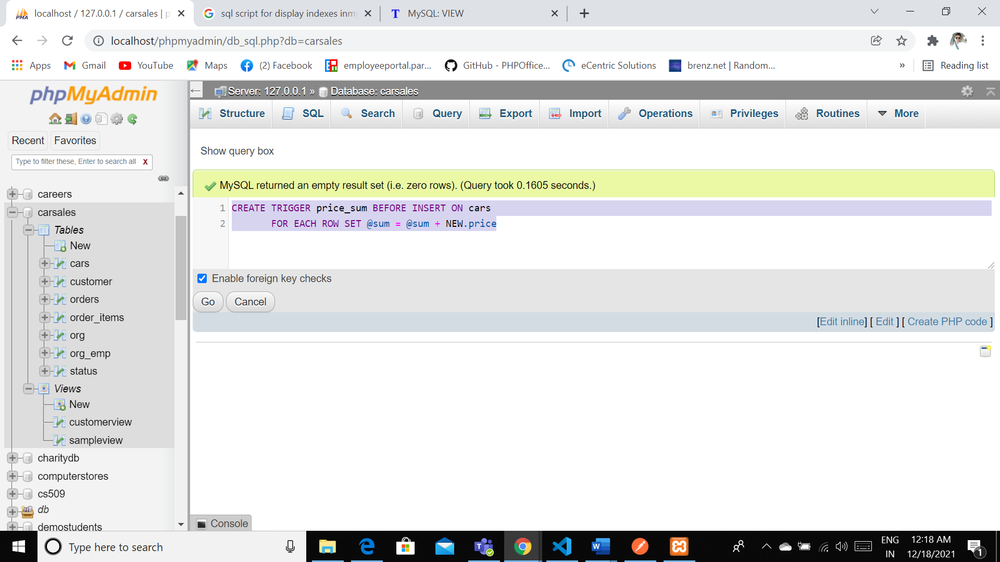 localhost / 127.0.0.1 / carsales | p
sql script for display indexes inmy
MySQL: VIEW
localhost/phpmyadmin/db_sql.php?db=carsales
Apps
Gmail
YouTube
Maps
(2) Facebook
employeeportal.par...
GitHub - PHPOffice...
eCentric Solutions
brenz.net | Random...
»
Reading list
phpMyAdmin
Recent
Favorites
Type to filter these, Enter to search all
X
careers
carsales
Tables
New
cars
customer
orders
order_items
org
org_emp
status
Views
New
customerview
sampleview
charitydb
computerstores
cs509
db
demostudents
Server: 127.0.0.1 » Database: carsales
Structure
SQL
Search
Query
Export
Import
Operations
Privileges
Routines
More
Show query box
MySQL returned an empty result set (i.e. zero rows). (Query took 0.1605 seconds.)
1 CREATE TRIGGER price_sum BEFORE INSERT ON cars
2 FOR EACH ROW SET @sum = @sum + NEW.price
Enable foreign key checks
Go
Cancel
[Edit inline] [ Edit ] [ Create PHP code ]
Console
Type here to search
ENG
IN
12:18 AM
12/18/2021
1